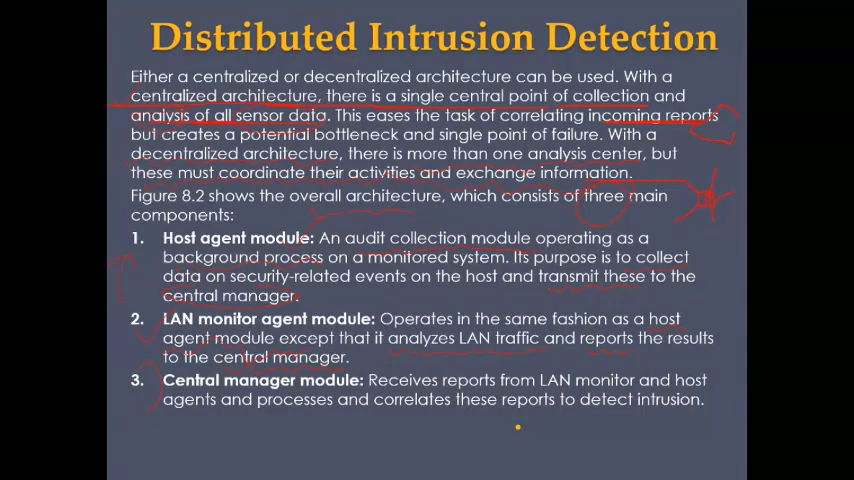 Distributed Intrusion Detection
Either a centralized or decentralized architecture can be used. With a
centralized architecture, there is a single central point of collection and
analysis of all sensor data. This eases the task of correlating incoming reports
but creates a potential bottleneck and single point of failure. With a
decentralized architecture, there is more than one analysis center, but
these must coordinate their activities and exchange information.
Figure 8.2 shows the overall architecture, which consists of three main
components:
1. Host agent module: An audit collection module operating as a
background process on a monitored system. Its purpose is to collect
data on security-related events on the host and transmit these to the
central manager.
2. LAN monitor agent module: Operates in the same fashion as a host
agent module except that it analyzes LAN traffic and reports the results
to the central manager.
3. Central manager module: Receives reports from LAN monitor and host
agents and processes and correlates these reports to detect intrusion.